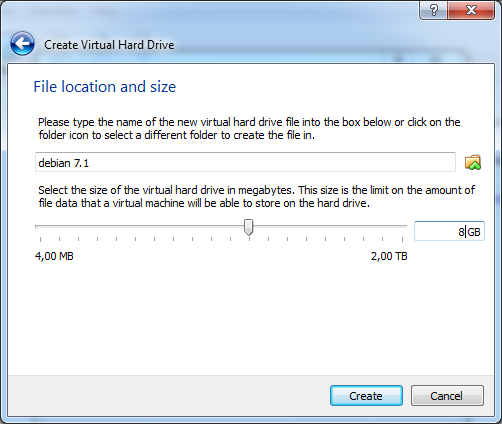 ?
Create Virtual Hard Drive
File location and size
Please type the name of the new virtual hard drive file into the box below or click on the
folder icon to select a different folder to create the file in.
debian 7.1
Select the size of the virtual hard drive in megabytes. This size is the limit on the amount of
file data that a virtual machine will be able to store on the hard drive.
8 GB
4,00 MB
2,00 TB
Create
Cancel